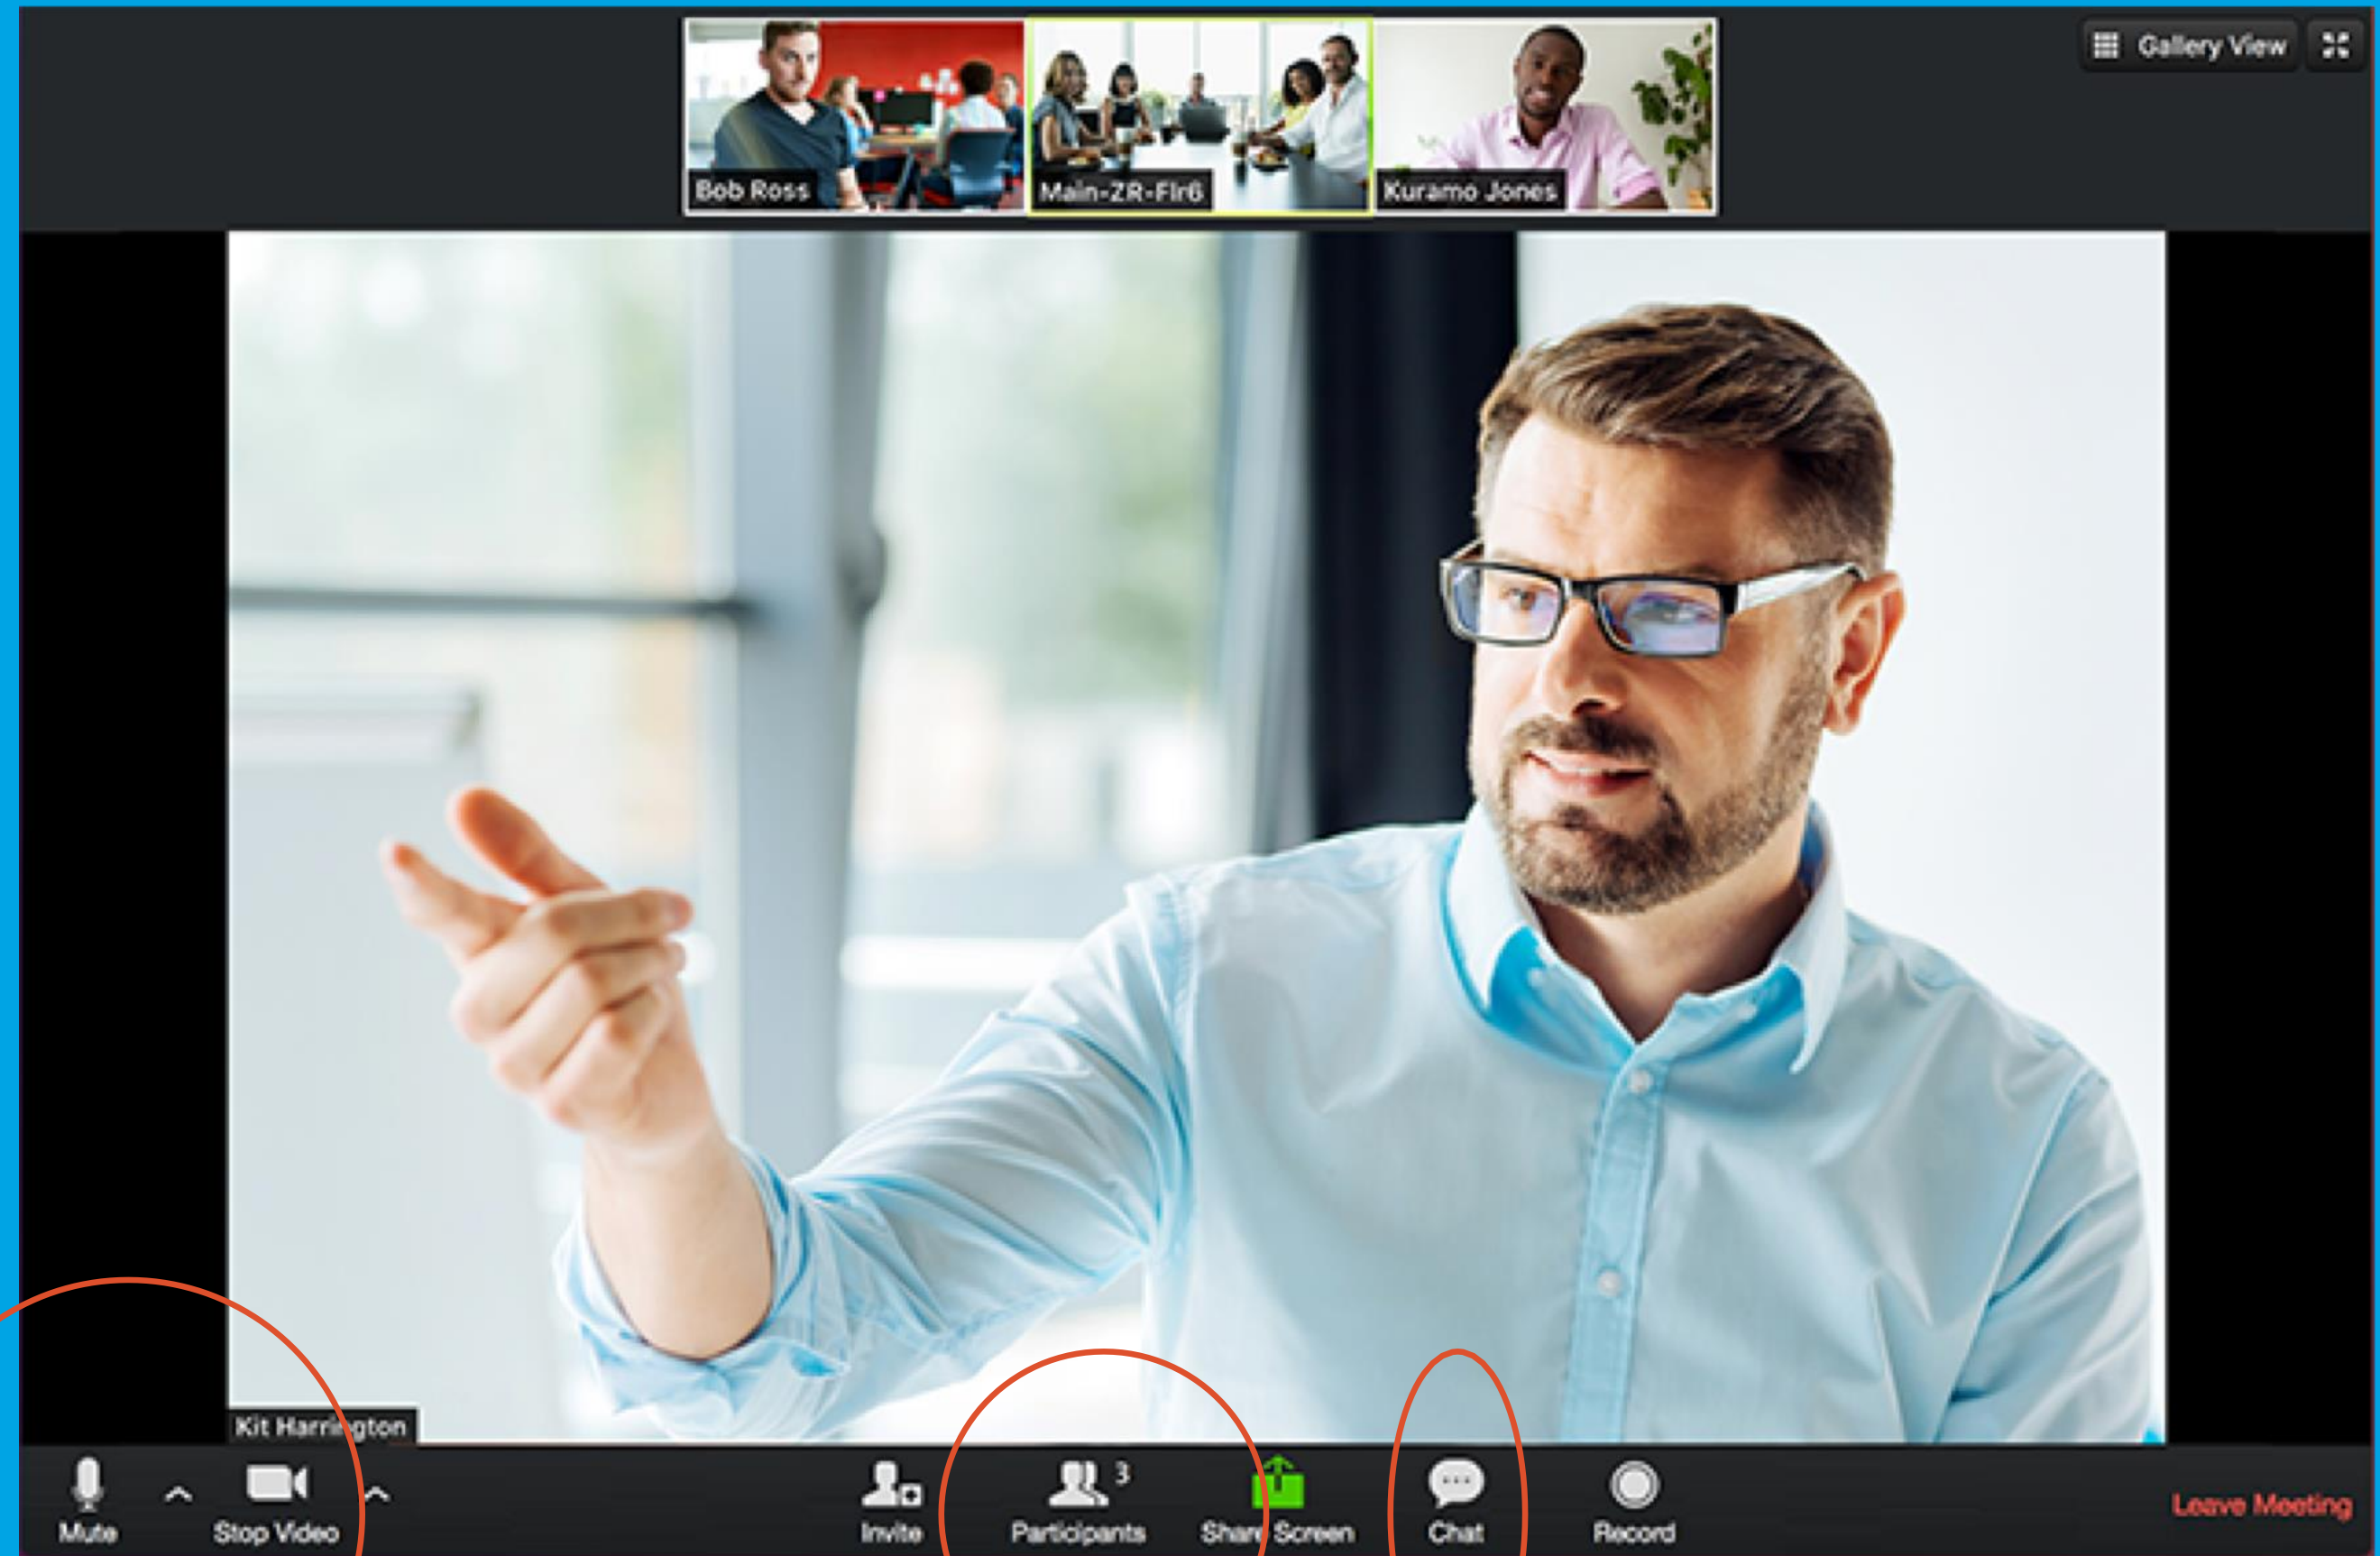 Gallery View
Bob Ross
Main-ZR-Flr6
Kuramo Jones
Kit Harrington
Mute
Stop Video
Invite
3
Participants
Share Screen
Chat
Record
Leave Meeting